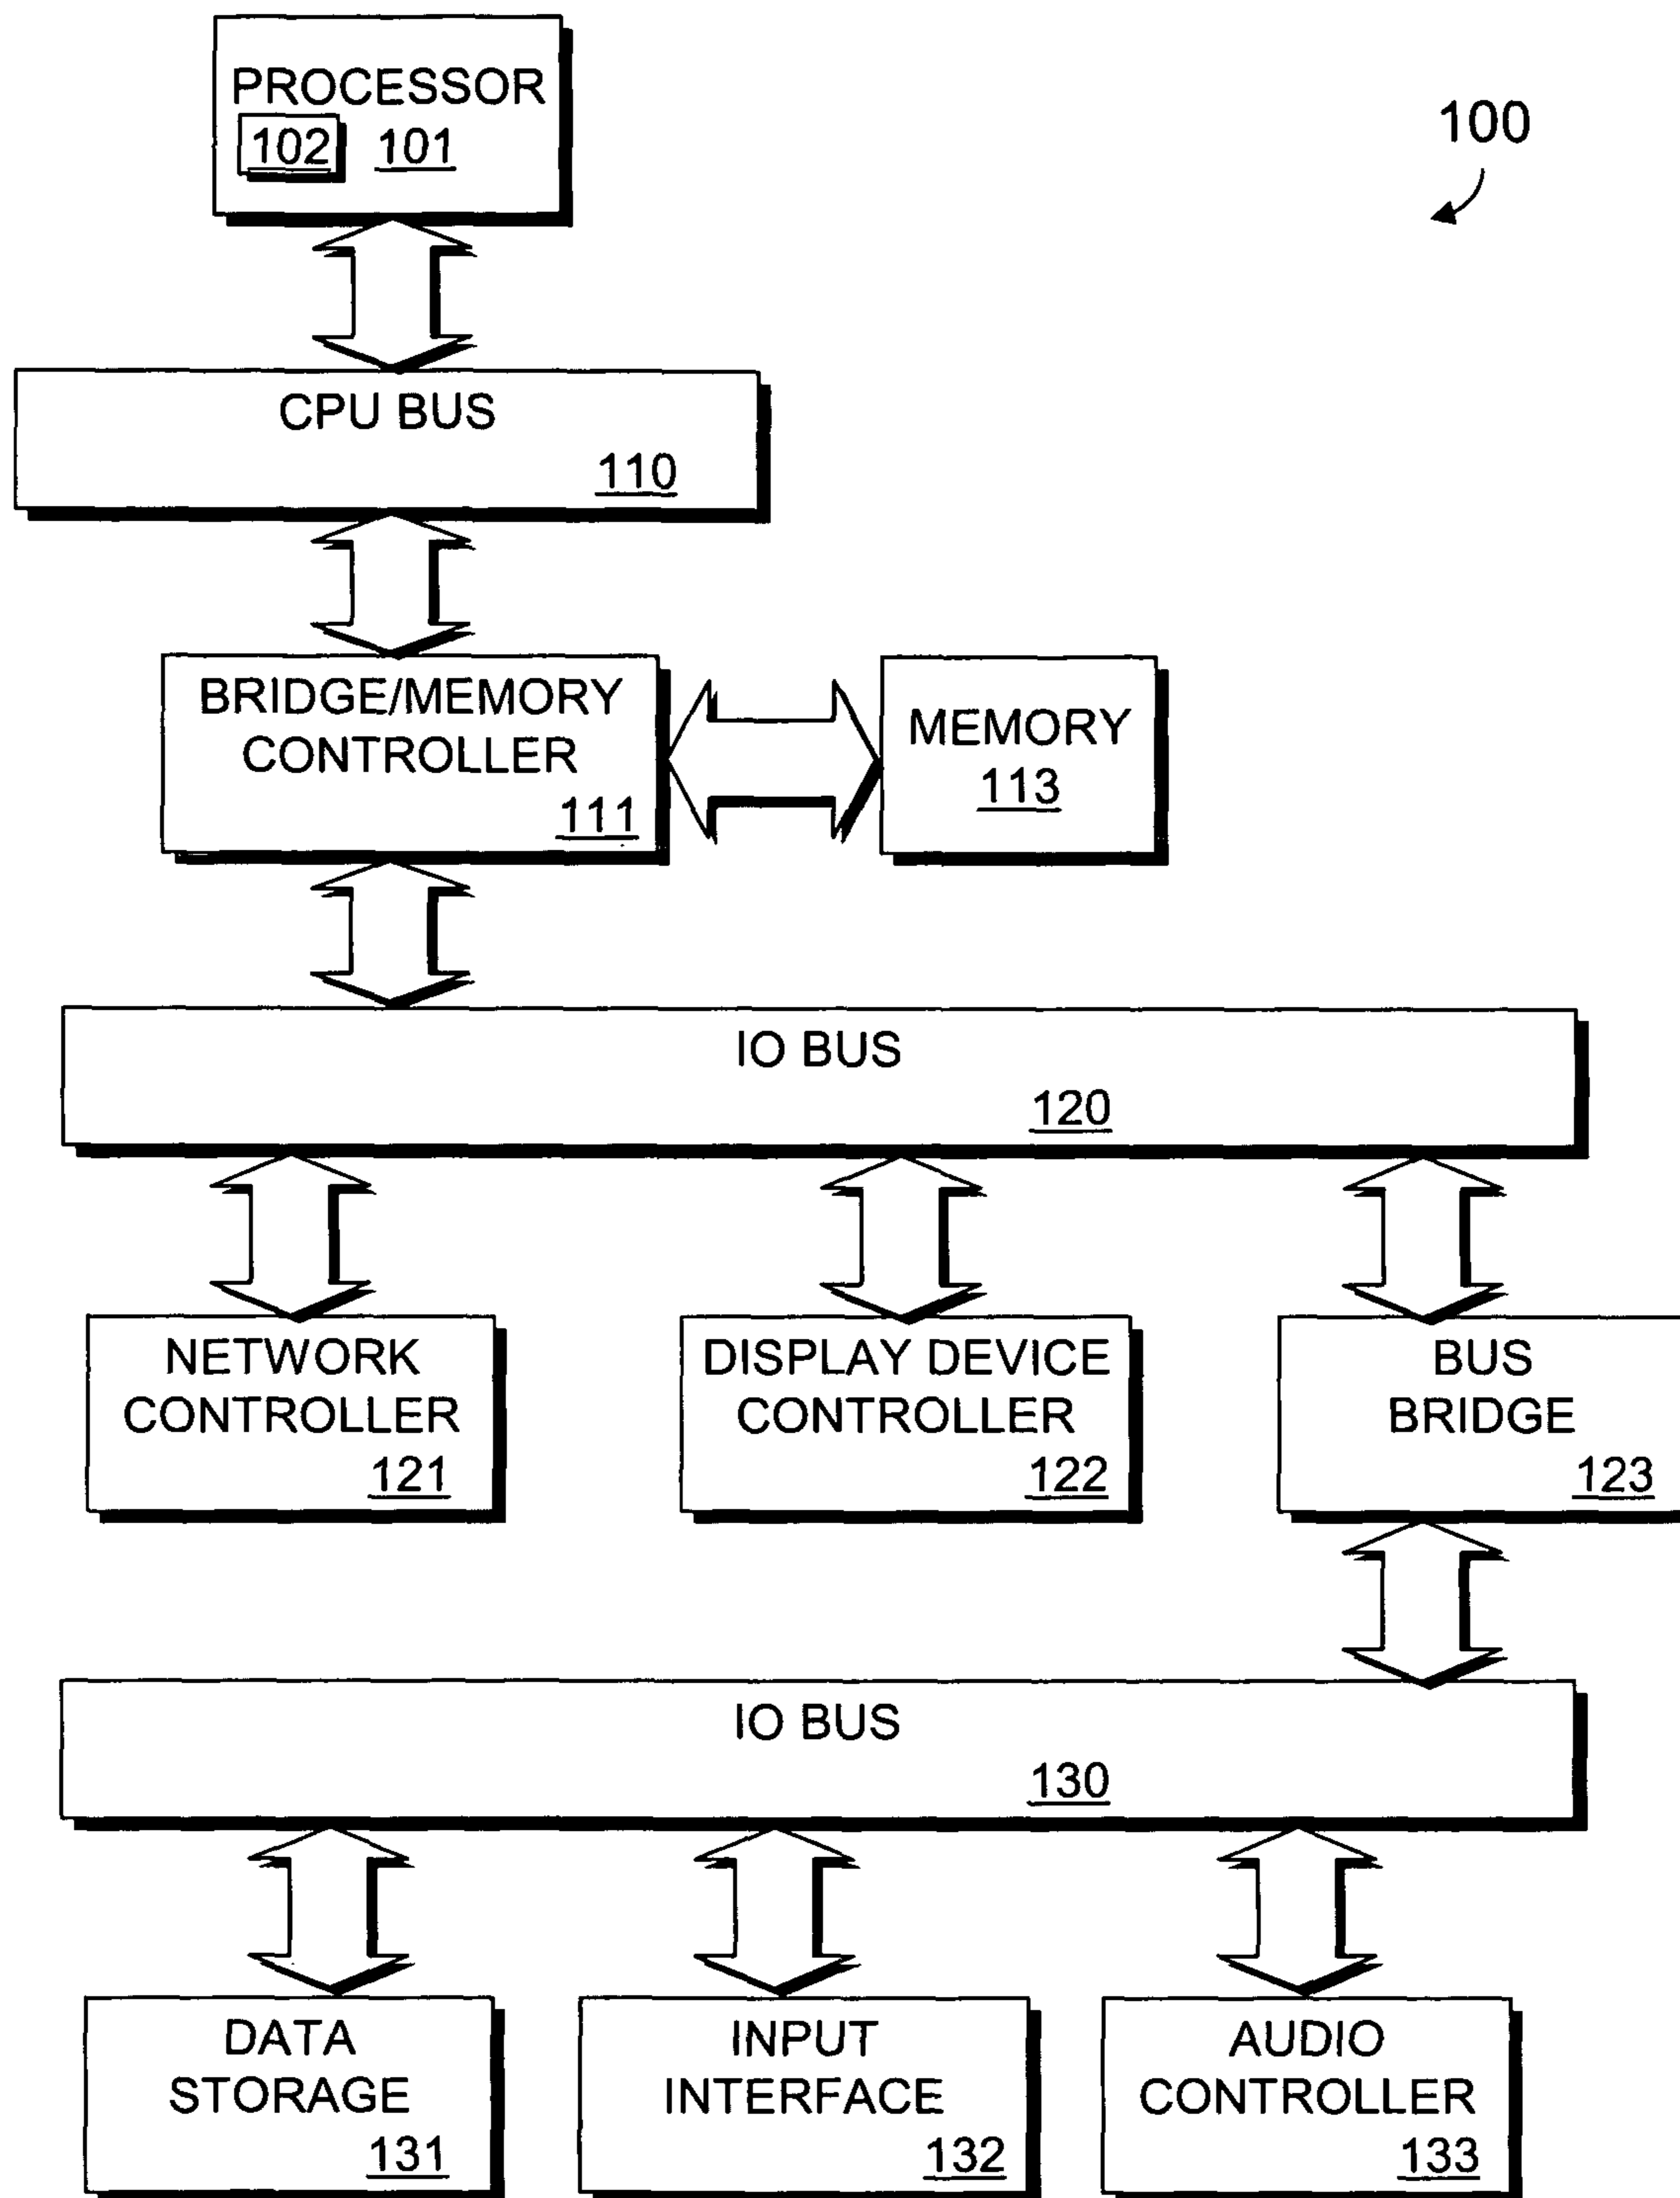 PROCESSOR
102 101
100
CPU BUS
110
BRIDGE/MEMORY
CONTROLLER
111
MEMORY
113
IO BUS
120
NETWORK
CONTROLLER
121
DISPLAY DEVICE
CONTROLLER
122
BUS
BRIDGE
123
IO BUS
130
DATA
STORAGE
131
INPUT
INTERFACE
132
AUDIO
CONTROLLER
133